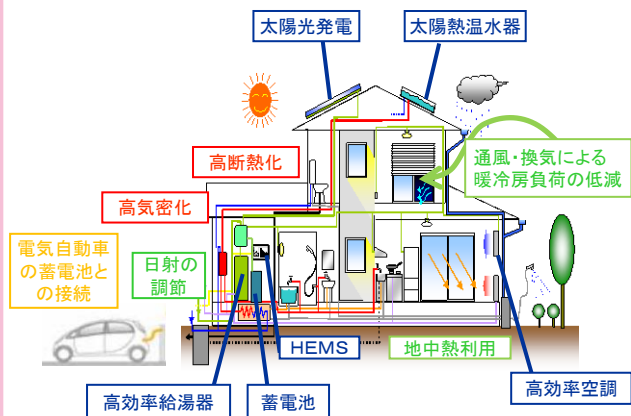 太陽光発電
太陽熱温水器
高断熱化
通風・換気による
暖冷房負荷の低減
高気密化
電気自動車
の蓄電池と
の接続
日射の
調節
HEMS
地中熱利用
高効率給湯器
蓄電池
高効率空調